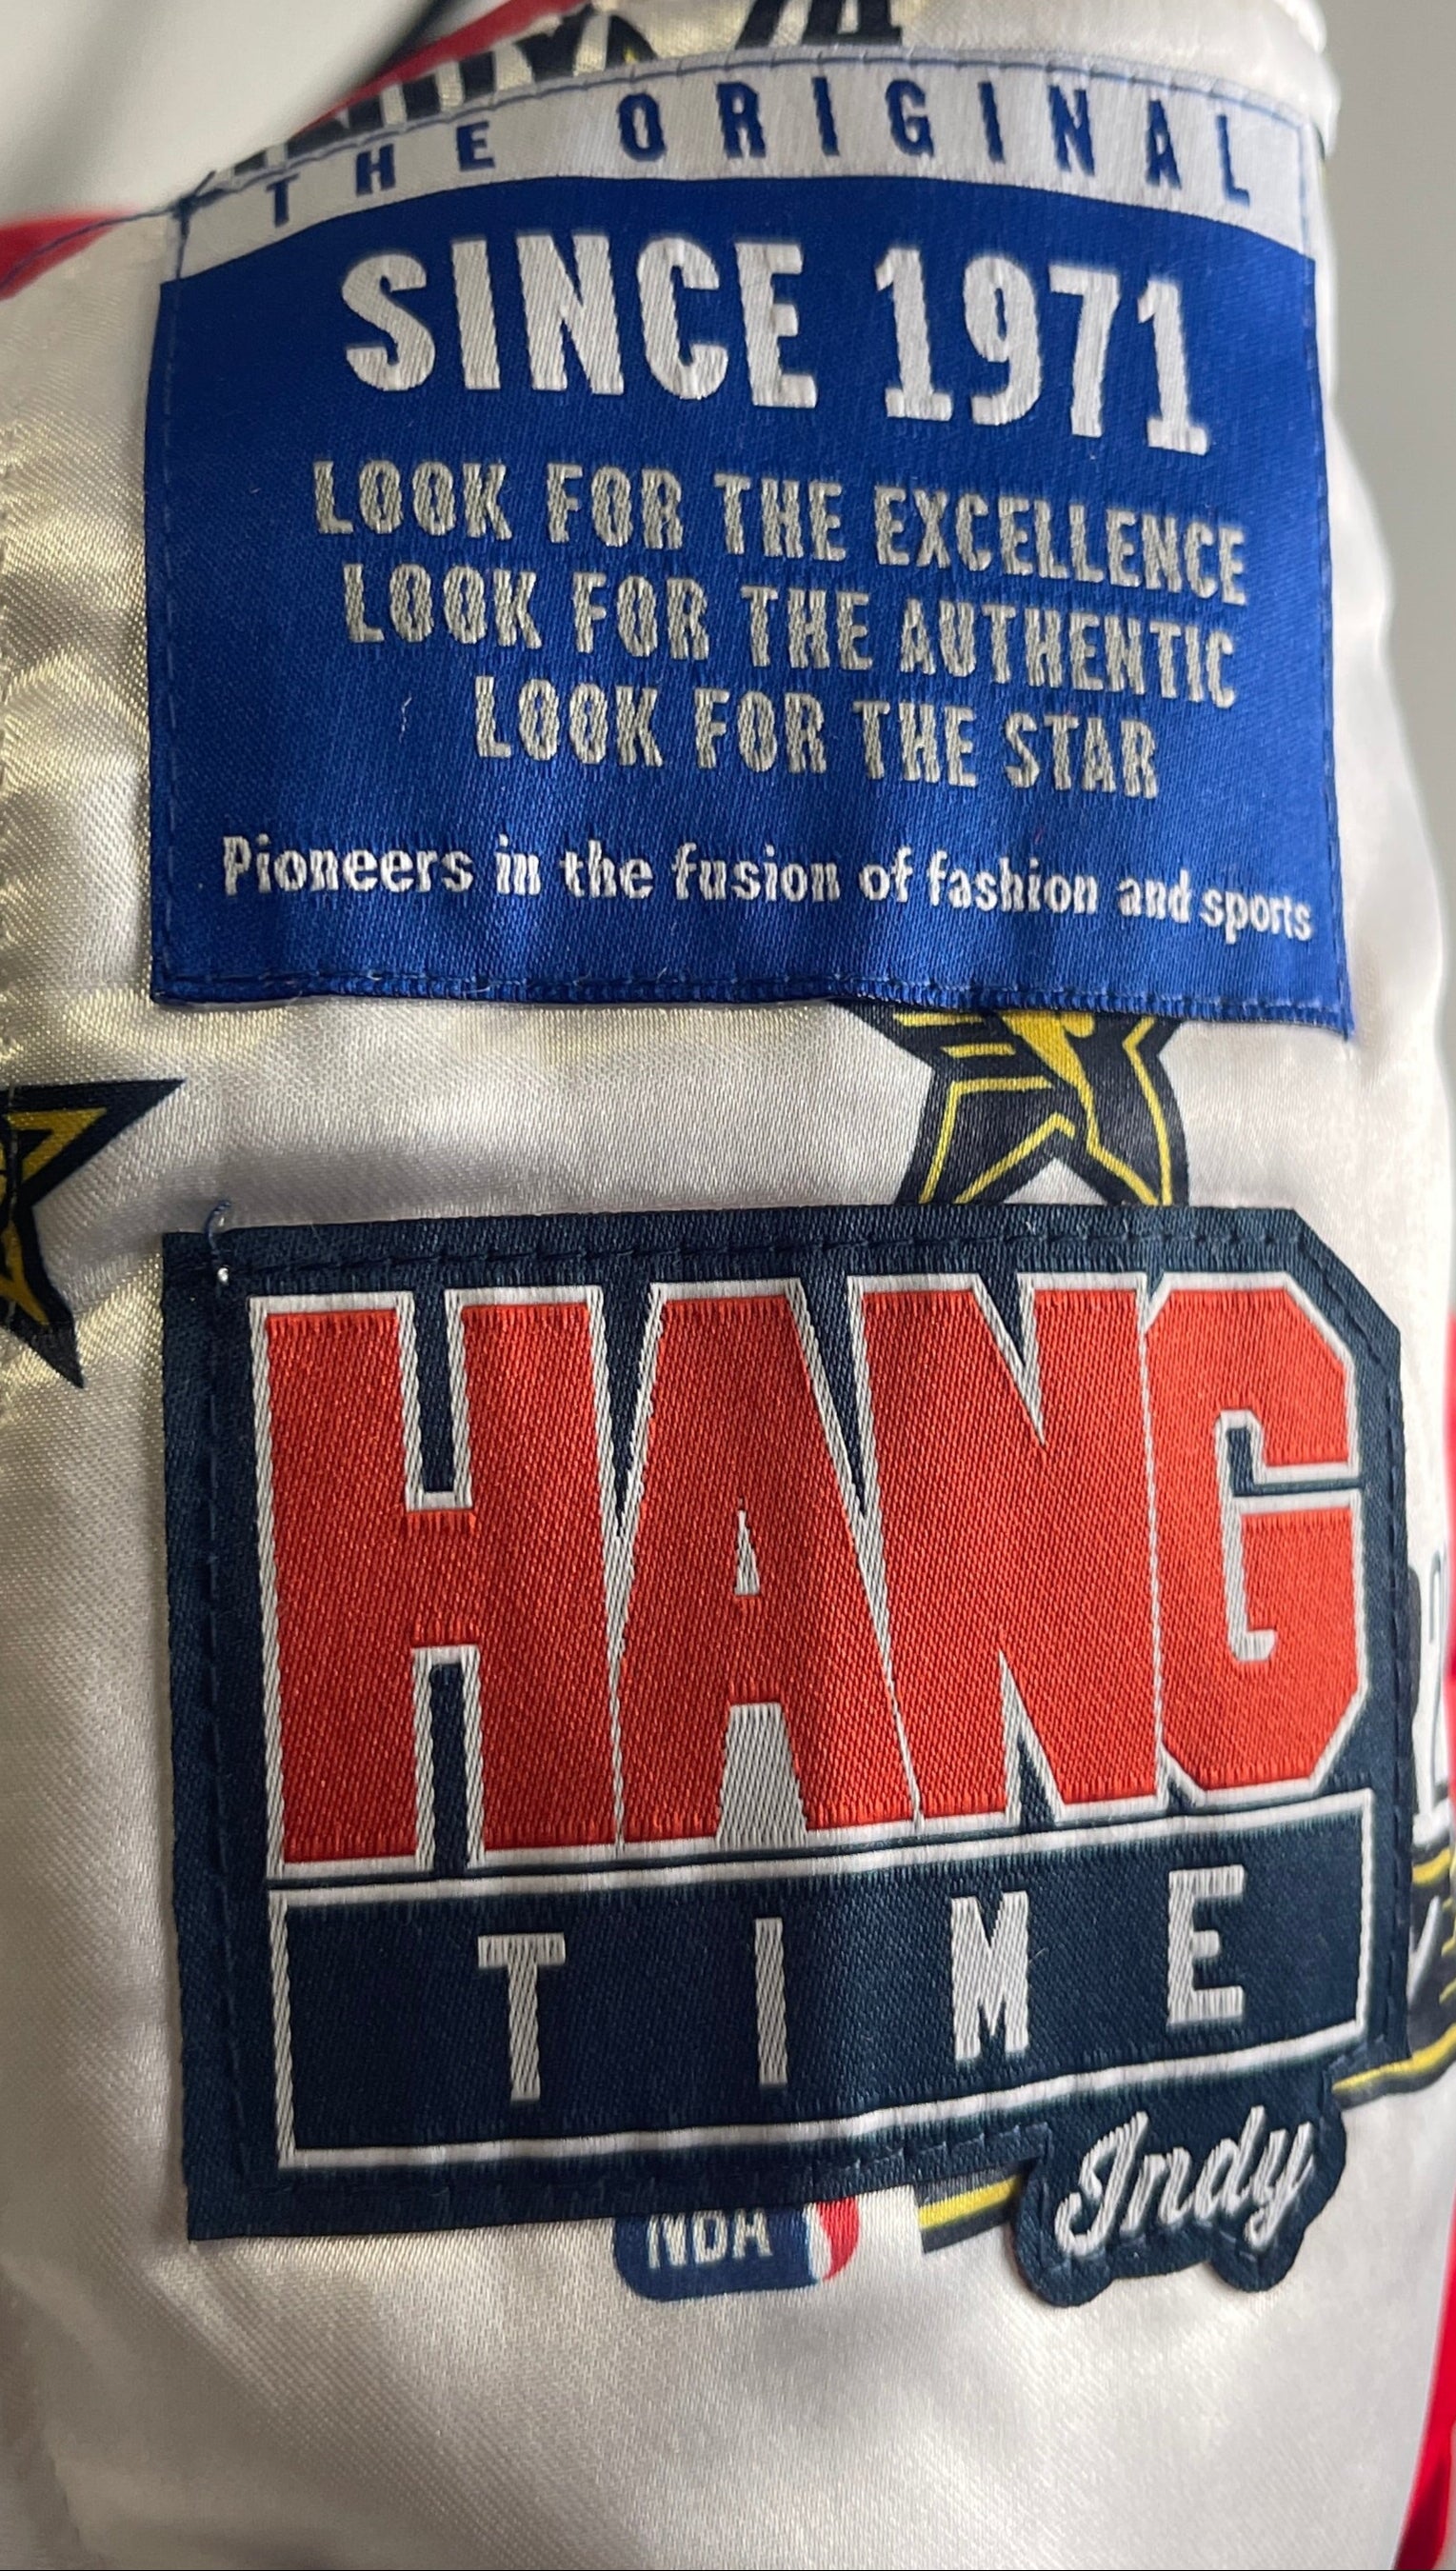 THE ORIGINAL
SINCE 1971
LOOK FOR THE EXCELLENCE
LOOK FOR THE AUTHENTIC
LOOK FOR THE STAR
Pioneers in the fusion of fashion and sports
HANG
TIME
Indy
NBA